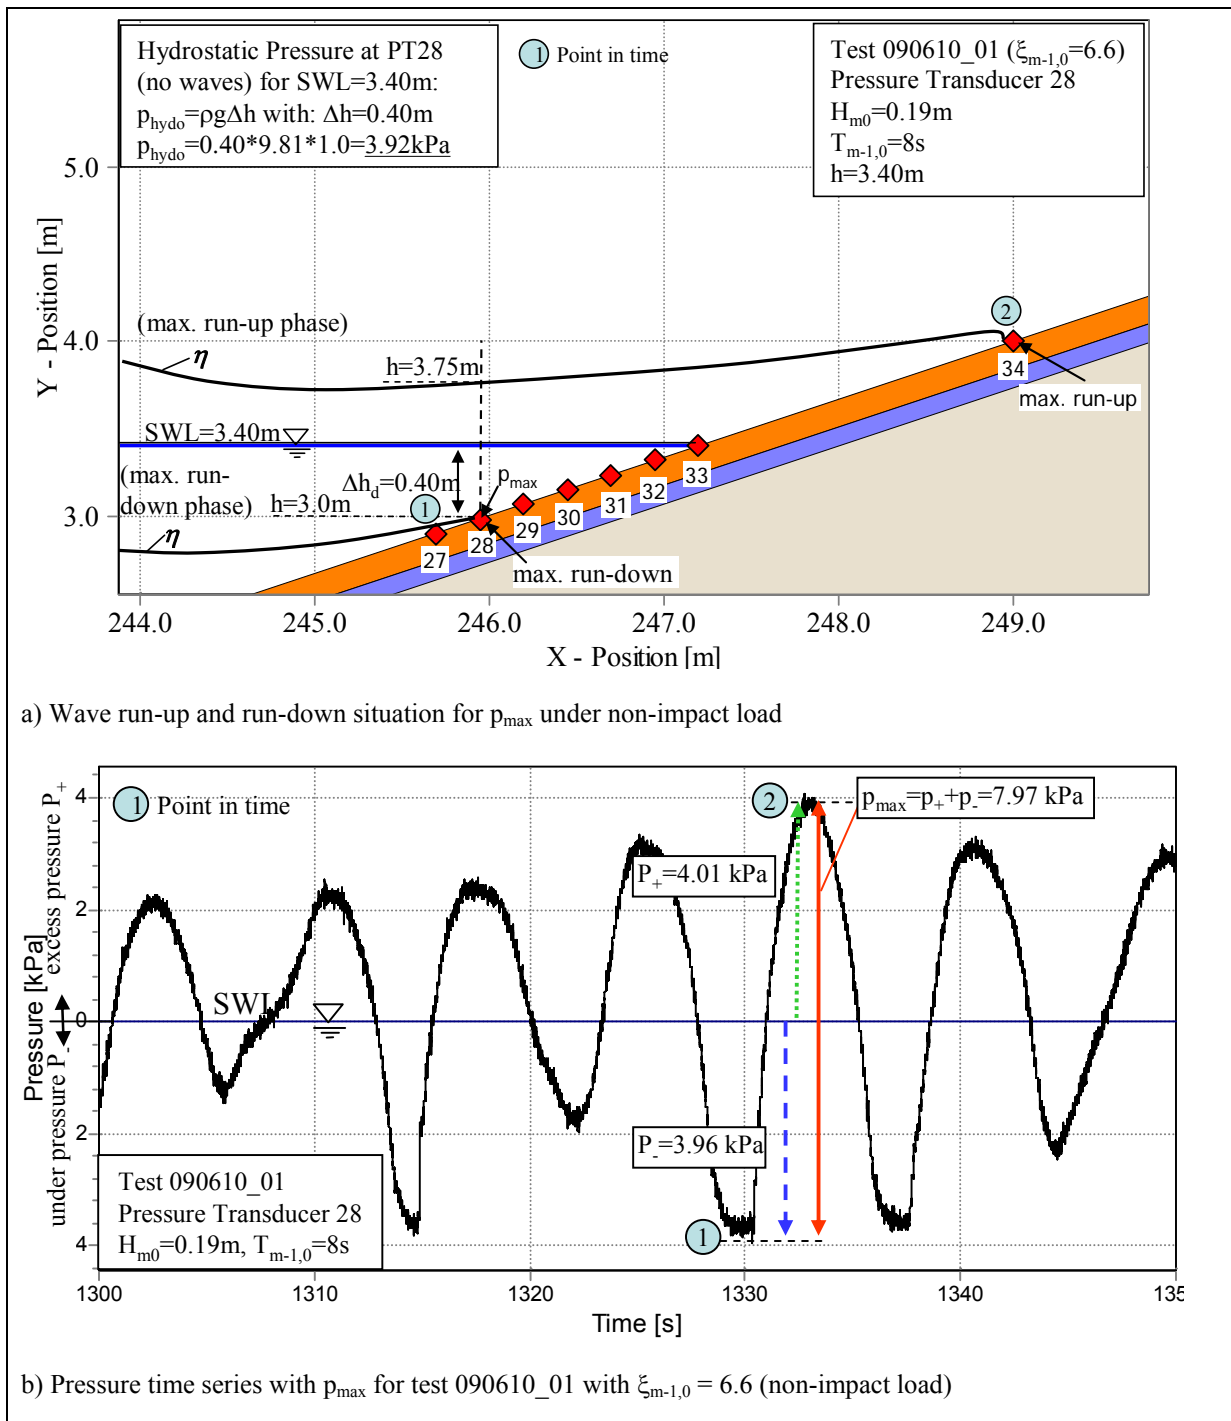 Hydrostatic Pressure at PT28
(no waves) for SWL=3.40m:
p_hydo=ρgΔh with: Δh=0.40m
p_hydo=0.40*9.81*1.0=3.92kPa
1 Point in time
Test 090610_01 (ξm-1,0=6.6)
Pressure Transducer 28
Hm0=0.19m
Tm-1,0=8s
h=3.40m
5.0
4.0
3.0
Y - Position [m]
(max. run-up phase)
η
h=3.75m
2
34
max. run-up
SWL=3.40m
(max. run-
down phase)
Δhd=0.40m
h=3.0m
1
pmax
η
27
28
29
30
31
32
33
max. run-down
244.0
245.0
246.0
247.0
248.0
249.0
X - Position [m]
a) Wave run-up and run-down situation for pmax under non-impact load
1 Point in time
2
pmax=p++p-=7.97 kPa
P+=4.01 kPa
SWL
P-=3.96 kPa
1
Pressure [kPa]
under pressure P- excess pressure P+
4
2
0
2
4
Test 090610_01
Pressure Transducer 28
Hm0=0.19m, Tm-1,0=8s
1300
1310
1320
1330
1340
135
Time [s]
b) Pressure time series with pmax for test 090610_01 with ξm-1,0 = 6.6 (non-impact load)